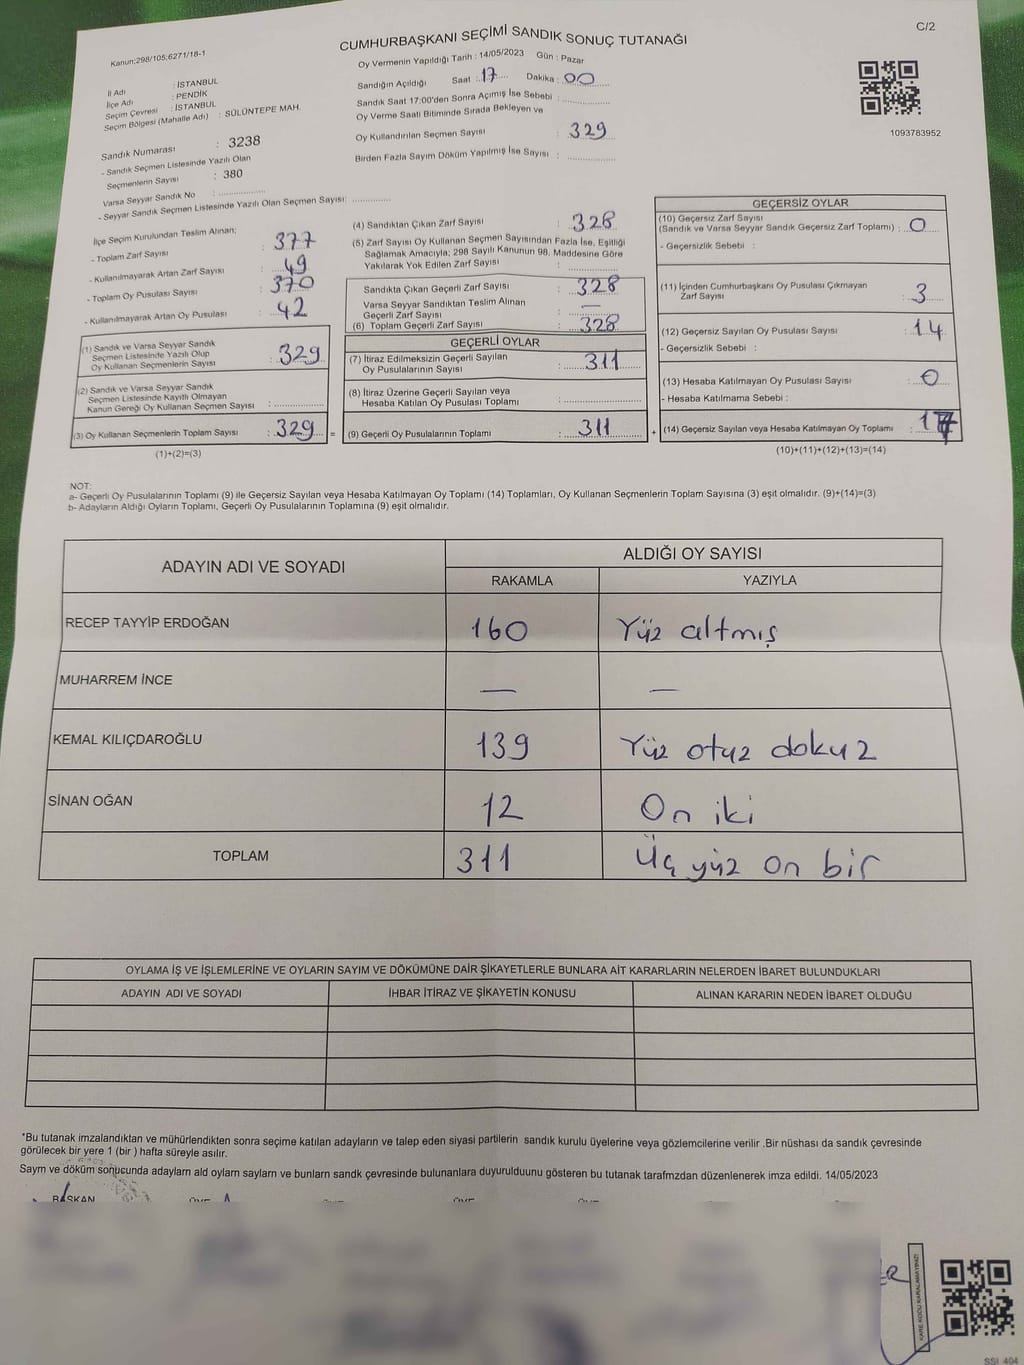 C/2
Kanun:298/105;6271/18-1
CUMHURBAŞKANI SEÇİMİ SANDIK SONUÇ TUTANAĞI
Oy Vermenin Yapıldığı Tarih : 14/05/2023 Gün : Pazar
İl Adı : İSTANBUL
İlçe Adı : PENDİK
Seçim Çevresi : İSTANBUL
Seçim Bölgesi (Mahalle Adı) : SÜLÜNTEPE MAH.
Sandık Numarası : 3238
- Sandık Seçmen Listesinde Yazılı Olan
Seçmenlerin Sayısı : 380
Varsa Seyyar Sandık No :
- Seyyar Sandık Seçmen Listesinde Yazılı Olan Seçmen Sayısı:
Sandığın Açıldığı Saat : 17 Dakika : 00
Sandık Saat 17:00'den Sonra Açımış İse Sebebi :
Oy Verme Saati Bitiminde Sırada Bekleyen ve
Oy Kullandırılan Seçmen Sayısı : 329
Birden Fazla Sayım Döküm Yapılmış İse Sayısı :
1093783952
İlçe Seçim Kurulundan Teslim Alınan;
- Toplam Zarf Sayısı : 377
- Kullanılmayarak Artan Zarf Sayısı : 49
- Toplam Oy Pusulası Sayısı : 370
- Kullanılmayarak Artan Oy Pusulası : 42
(1) Sandık ve Varsa Seyyar Sandık
Seçmen Listesinde Yazılı Olup
Oy Kullanan Seçmenlerin Sayısı : 329
(2) Sandık ve Varsa Seyyar Sandık
Seçmen Listesinde Kayıtlı Olmayan
Kanun Gereği Oy Kullanan Seçmen Sayısı :
(3) Oy Kullanan Seçmenlerin Toplam Sayısı : 329 =
(1)+(2)=(3)
(4) Sandıktan Çıkan Zarf Sayısı : 328
(5) Zarf Sayısı Oy Kullanan Seçmen Sayısından Fazla İse, Eşitliği
Sağlamak Amacıyla; 298 Sayılı Kanunun 98. Maddesine Göre
Yakılarak Yok Edilen Zarf Sayısı :
Sandıkta Çıkan Geçerli Zarf Sayısı : 328
Varsa Seyyar Sandıktan Teslim Alınan
Geçerli Zarf Sayısı : —
(6) Toplam Geçerli Zarf Sayısı : 328
GEÇERLİ OYLAR
(7) İtiraz Edilmeksizin Geçerli Sayılan
Oy Pusulalarının Sayısı : 311
(8) İtiraz Üzerine Geçerli Sayılan veya
Hesaba Katılan Oy Pusulası Toplamı :
(9) Geçerli Oy Pusulalarının Toplamı : 311 +
GEÇERSİZ OYLAR
(10) Geçersiz Zarf Sayısı
(Sandık ve Varsa Seyyar Sandık Geçersiz Zarf Toplamı) : 0
- Geçersizlik Sebebi :
(11) İçinden Cumhurbaşkanı Oy Pusulası Çıkmayan
Zarf Sayısı : 3
(12) Geçersiz Sayılan Oy Pusulası Sayısı : 14
- Geçersizlik Sebebi :
(13) Hesaba Katılmayan Oy Pusulası Sayısı : 0
- Hesaba Katılmama Sebebi :
(14) Geçersiz Sayılan veya Hesaba Katılmayan Oy Toplamı : 17
(10)+(11)+(12)+(13)=(14)
NOT:
a- Geçerli Oy Pusulalarının Toplamı (9) ile Geçersiz Sayılan veya Hesaba Katılmayan Oy Toplamı (14) Toplamları, Oy Kullanan Seçmenlerin Toplam Sayısına (3) eşit olmalıdır. (9)+(14)=(3)
b- Adayların Aldığı Oyların Toplamı, Geçerli Oy Pusulalarının Toplamına (9) eşit olmalıdır.
ADAYIN ADI VE SOYADI ALDIĞI OY SAYISI
RAKAMLA YAZIYLA
RECEP TAYYİP ERDOĞAN 160 Yüz altmış
MUHARREM İNCE — —
KEMAL KILIÇDAROĞLU 139 Yüz otuz dokuz
SİNAN OĞAN 12 On iki
TOPLAM 311 Üç yüz on bir
OYLAMA İŞ VE İŞLEMLERİNE VE OYLARIN SAYIM VE DÖKÜMÜNE DAİR ŞİKAYETLERLE BUNLARA AİT KARARLARIN NELERDEN İBARET BULUNDUKLARI
ADAYIN ADI VE SOYADI İHBAR İTİRAZ VE ŞİKAYETİN KONUSU ALINAN KARARIN NEDEN İBARET OLDUĞU
*Bu tutanak imzalandıktan ve mühürlendikten sonra seçime katılan adayların ve talep eden siyasi partilerin sandık kurulu üyelerine veya gözlemcilerine verilir .Bir nüshası da sandık çevresinde
görülecek bir yere 1 (bir ) hafta süreyle asılır.
Saym ve döküm sonucunda adaylarn ald oylarn saylarn ve bunlarn sandk çevresinde bulunanlara duyurulduunu gösteren bu tutanak tarafmzdan düzenlenerek imza edildi. 14/05/2023
BAŞKAN
KARE KODU KARALAMAYINIZ!
SSİ 404